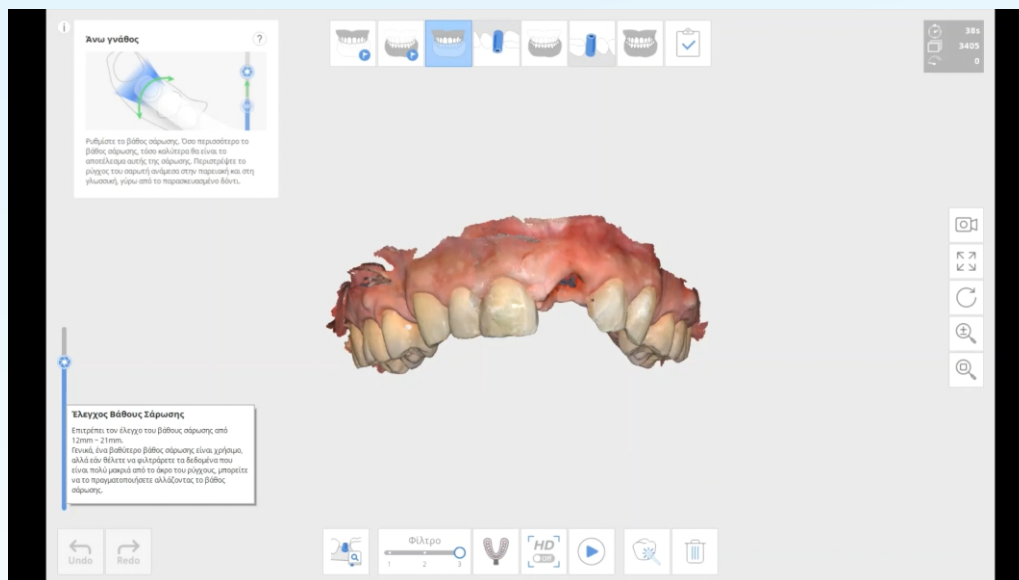 i
Άνω γνάθος
?
Ρυθμίστε το βάθος σάρωσης. Όσο περισσότερο το
βάθος σάρωσης, τόσο καλύτερο θα είναι το
αποτέλεσμα αυτής της σάρωσης. Περιστρέψτε το
ρύγχος του σαρωτή ανάμεσα στην παρειακή και στη
γλωσσική, γύρω από το παρασκευασμένο δόντι.
38s
3405
0
Έλεγχος Βάθους Σάρωσης
Επιτρέπει τον έλεγχο του βάθους σάρωσης από
12mm ~ 21mm.
Γενικά, ένα βαθύτερο βάθος σάρωσης είναι χρήσιμο,
αλλά εάν θέλετε να φιλτράρετε τα δεδομένα που
είναι πολύ μακριά από το άκρο του ρύγχους, μπορείτε
να το πραγματοποιήσετε αλλάζοντας το βάθος
σάρωσης.
Undo
Redo
Φίλτρο
1 2 3
HD
Off